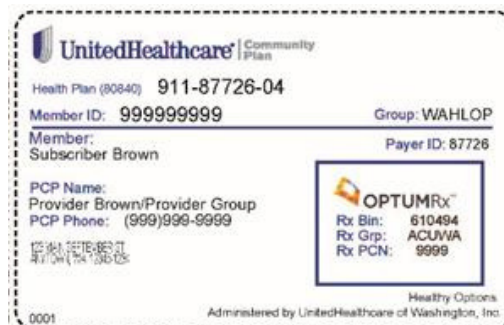 UnitedHealthcare® Community Plan
Health Plan (80840) 911-87726-04
Member ID: 999999999 Group: WAHLOP
Member:
Subscriber Brown
Payer ID: 87726
PCP Name:
Provider Brown/Provider Group
PCP Phone: (999)999-9999
OPTUMRx™
Rx Bin: 610494
Rx Grp: ACUWA
Rx PCN: 9999
Healthy Options
0001 Administered by UnitedHealthcare of Washington, Inc.